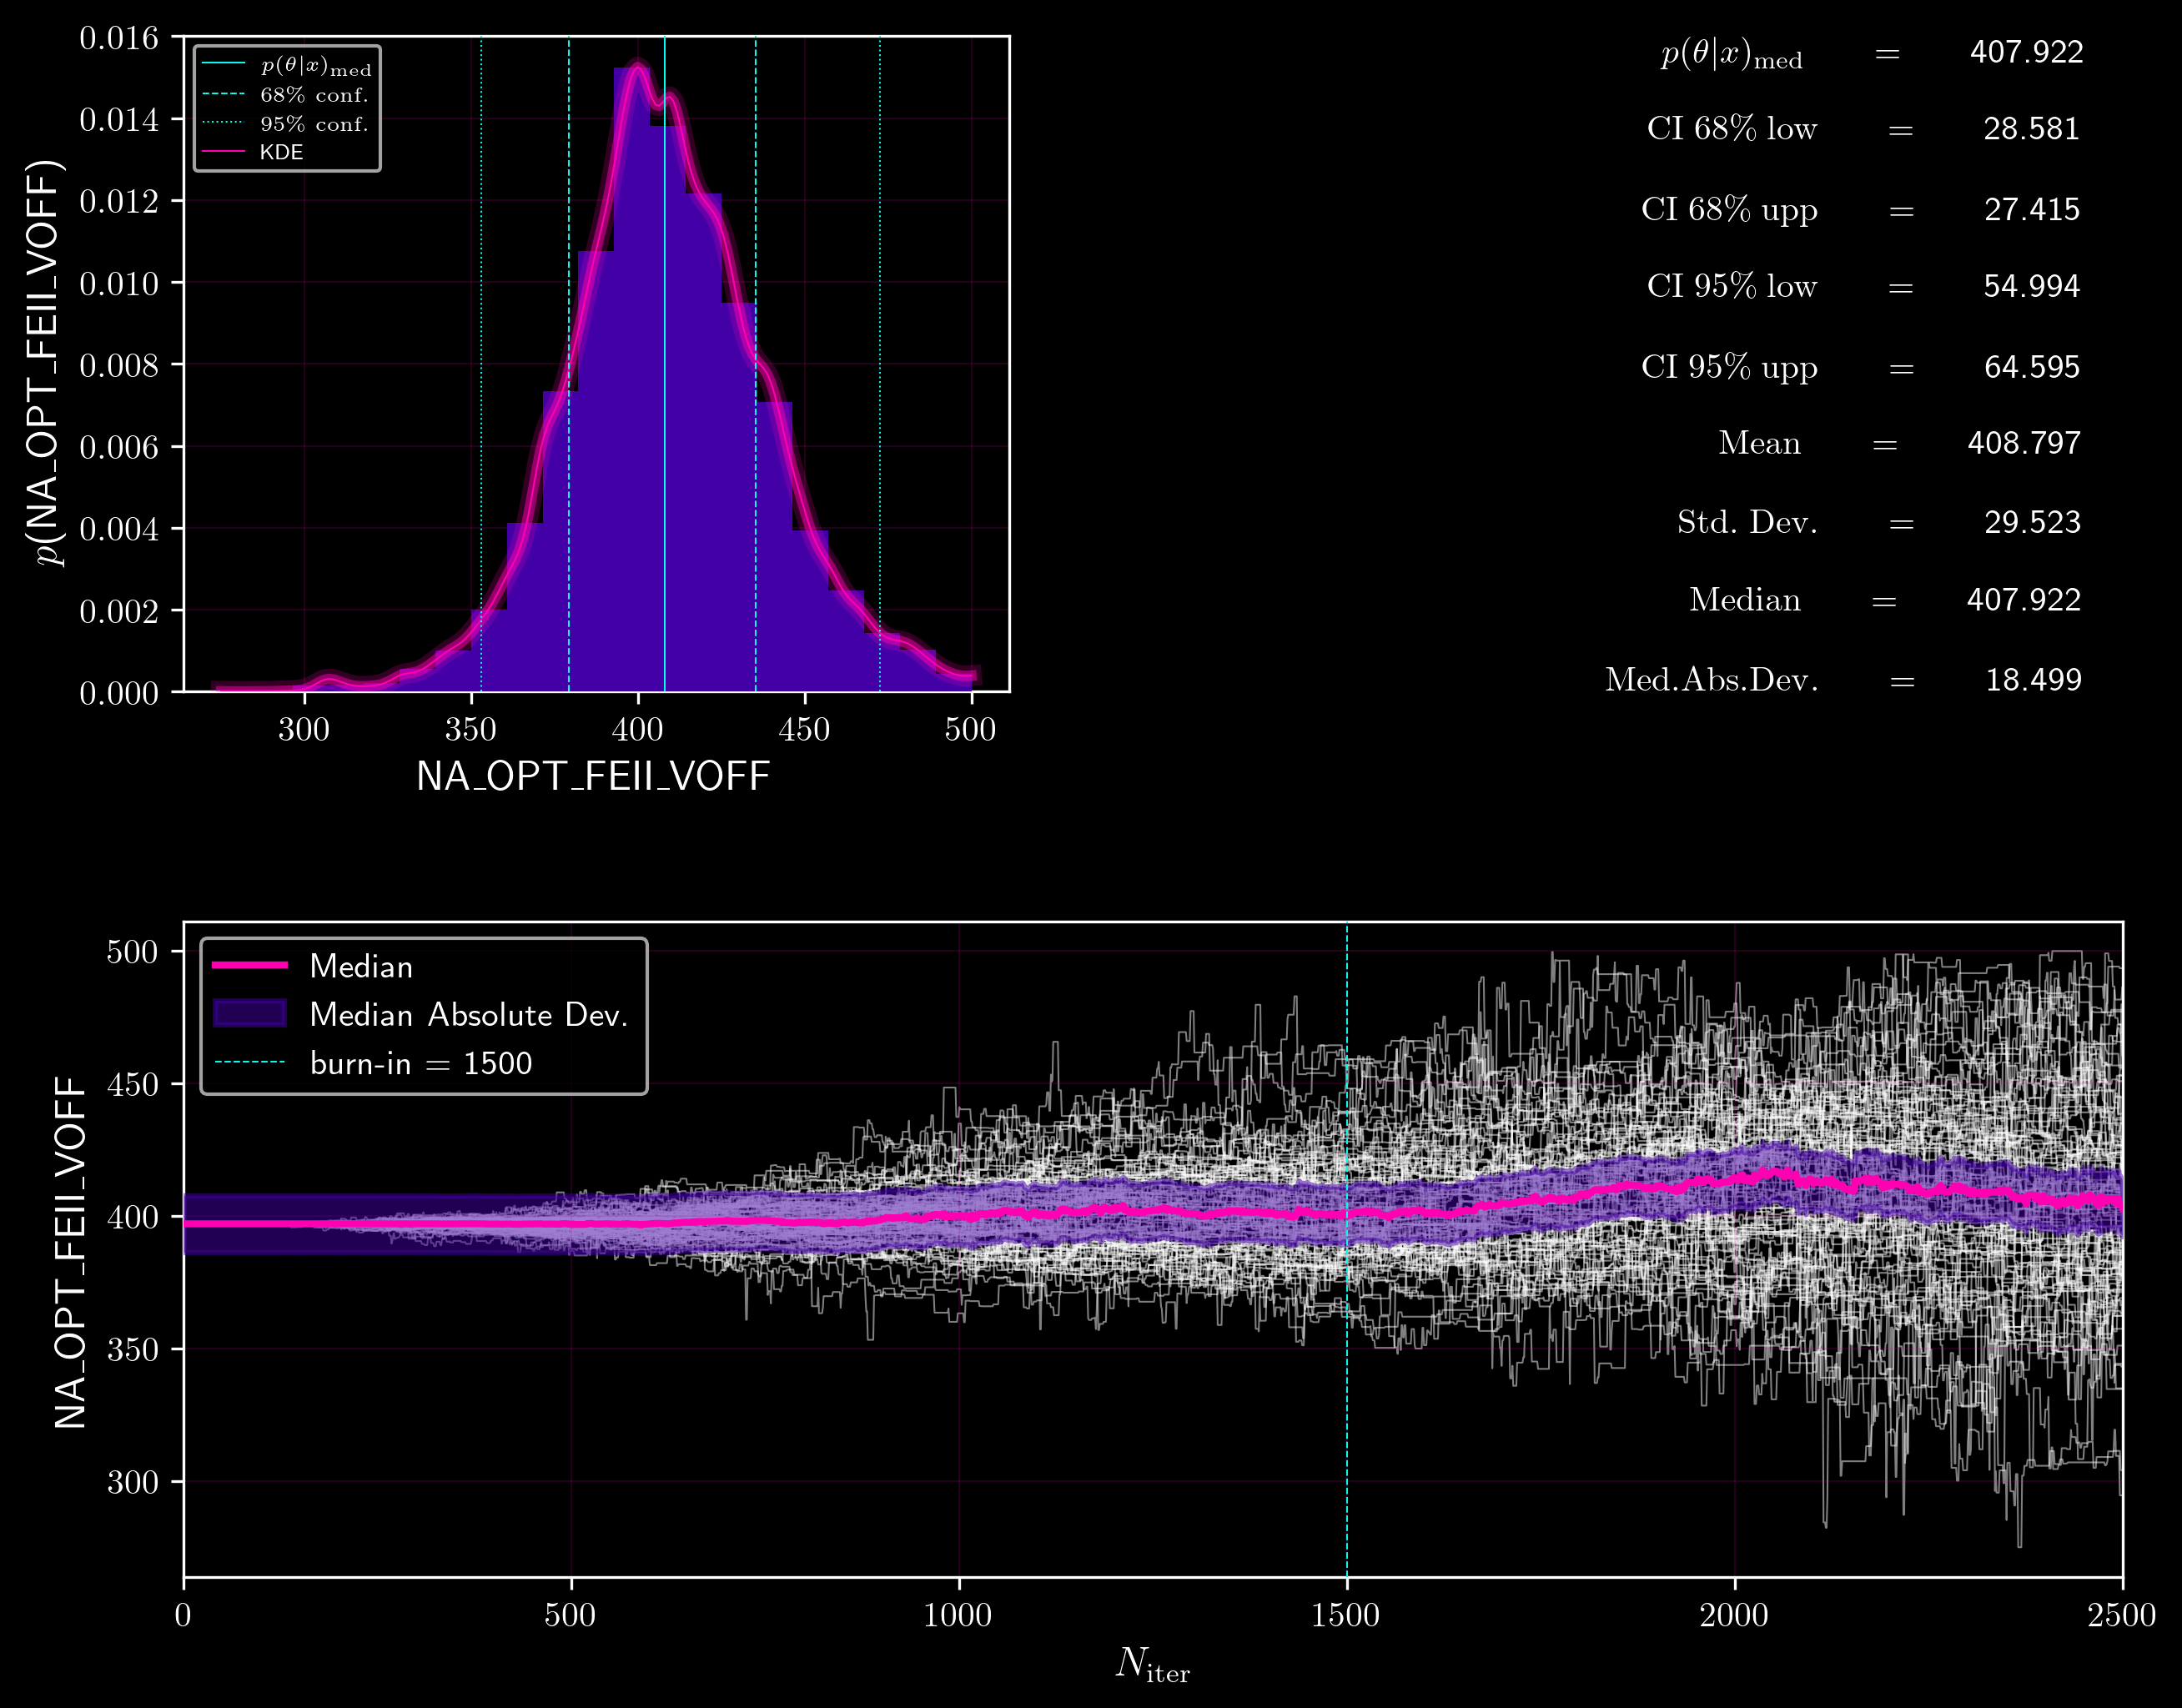 p(NA_OPT_FEII_VOFF)
0.016
0.014
0.012
0.010
0.008
0.006
0.004
0.002
0.000
p(θ|x)med
68% conf.
95% conf.
KDE
300 350 400 450 500
NA_OPT_FEII_VOFF
p(θ|x)med = 407.922
CI 68% low = 28.581
CI 68% upp = 27.415
CI 95% low = 54.994
CI 95% upp = 64.595
Mean = 408.797
Std. Dev. = 29.523
Median = 407.922
Med.Abs.Dev. = 18.499
NA_OPT_FEII_VOFF
500
450
400
350
300
Median
Median Absolute Dev.
burn-in = 1500
0 500 1000 1500 2000 2500
Niter